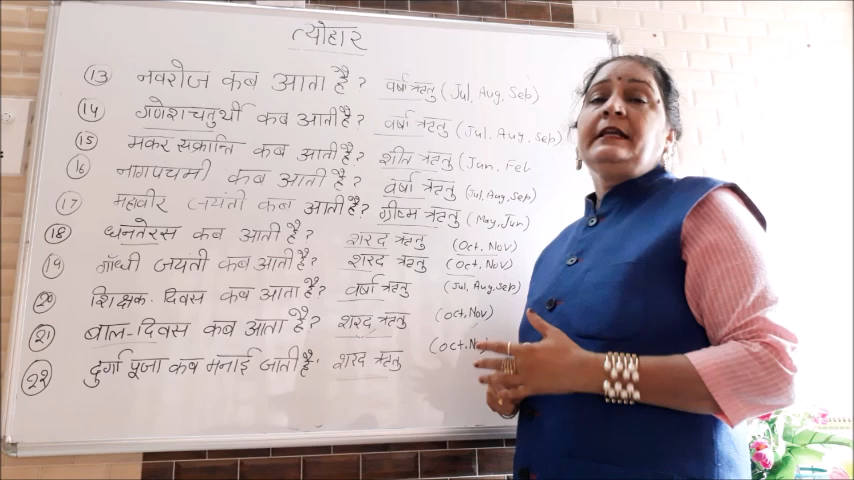 त्योहार
13 नवरोज कब आता है? वर्षा ऋतु (Jul, Aug, Sep)
14 गणेश चतुर्थी कब आती है? वर्षा ऋतु (Jul, Aug, Sep)
15 मकर सक्रान्ति कब आती है? शीत ऋतु (Jan, Feb
16 नागपचमी कब आती है? वर्षा ऋतु (Jul, Aug, Sep)
17 महावीर जयंती कब आती है? ग्रीष्म ऋतु (May, Jun)
18 धनतेरस कब आती है? शरद ऋतु (Oct, Nov)
19 गाँधी जयंती कब आती है? शरद ऋतु (Oct, Nov)
20 शिक्षक-दिवस कब आता है? वर्षा ऋतु (Jul, Aug, Sep)
21 बाल-दिवस कब आता है? शरद ऋतु (Oct, Nov)
22 दुर्गा पूजा कब मनाई जाती है? शरद ऋतु (Oct, Nov)